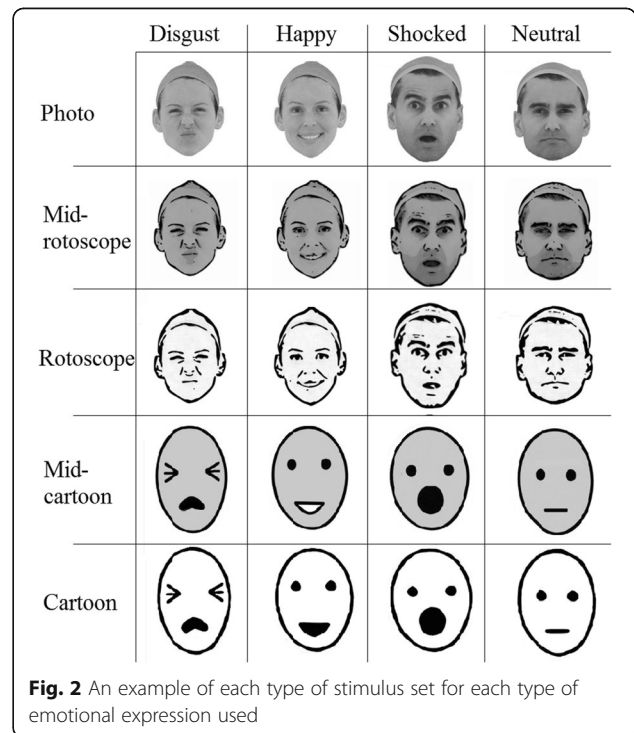 Disgust Happy Shocked Neutral
Photo
Mid-
rotoscope
Rotoscope
Mid-
cartoon
Cartoon
Fig. 2 An example of each type of stimulus set for each type of
emotional expression used